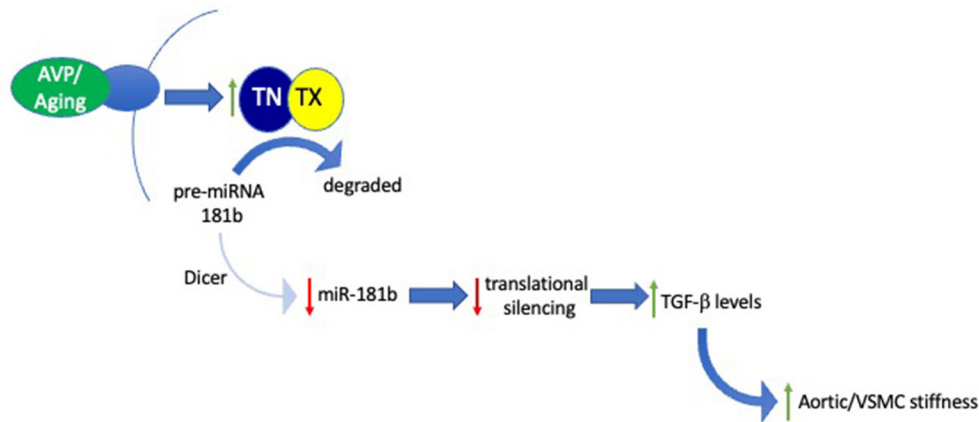 AVP/
Aging
TN TX
pre-miRNA
181b
degraded
Dicer
miR-181b
translational
silencing
TGF-β levels
Aortic/VSMC stiffness